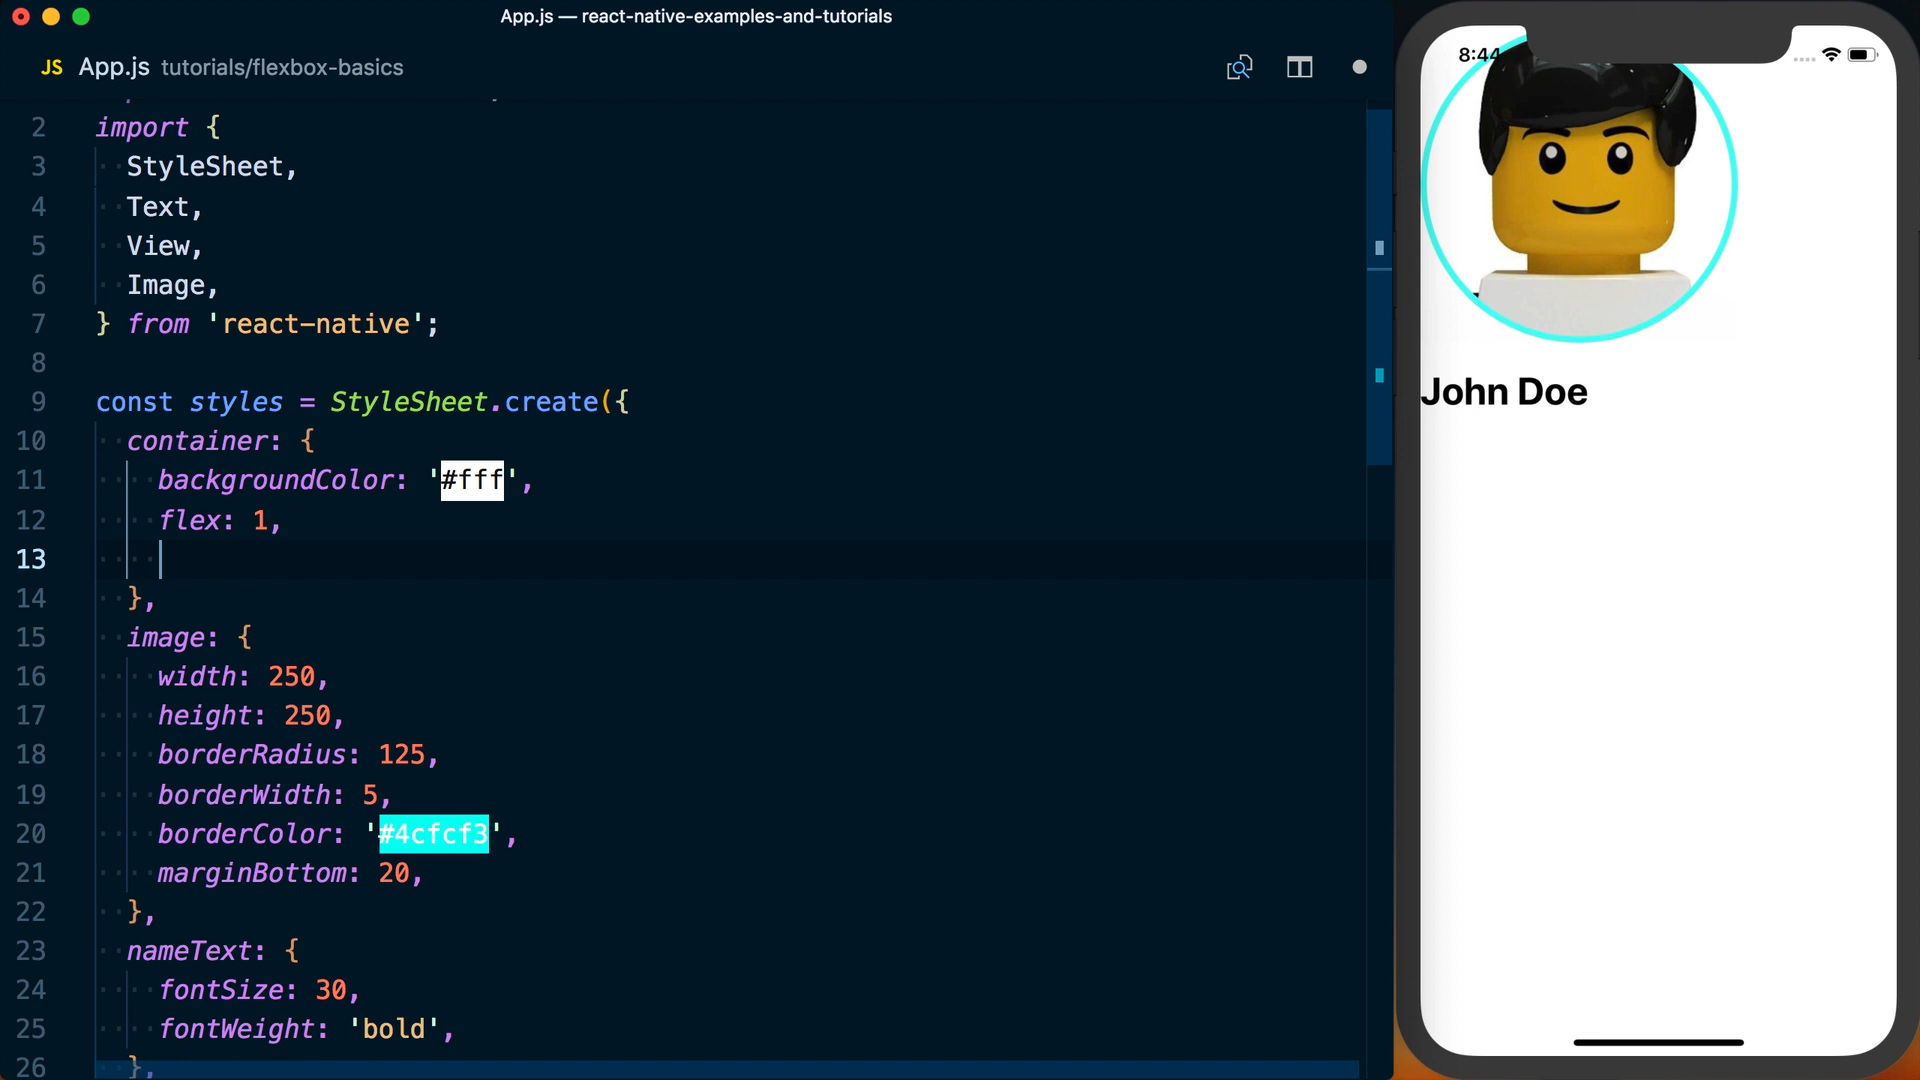 App.js — react-native-examples-and-tutorials
JS App.js tutorials/flexbox-basics
2 import {
3 StyleSheet,
4 Text,
5 View,
6 Image,
7 } from 'react-native';
8
9 const styles = StyleSheet.create({
10 container: {
11 backgroundColor: '#fff',
12 flex: 1,
13
14 },
15 image: {
16 width: 250,
17 height: 250,
18 borderRadius: 125,
19 borderWidth: 5,
20 borderColor: '#4cfcf3',
21 marginBottom: 20,
22 },
23 nameText: {
24 fontSize: 30,
25 fontWeight: 'bold',
26 },
8:44
John Doe